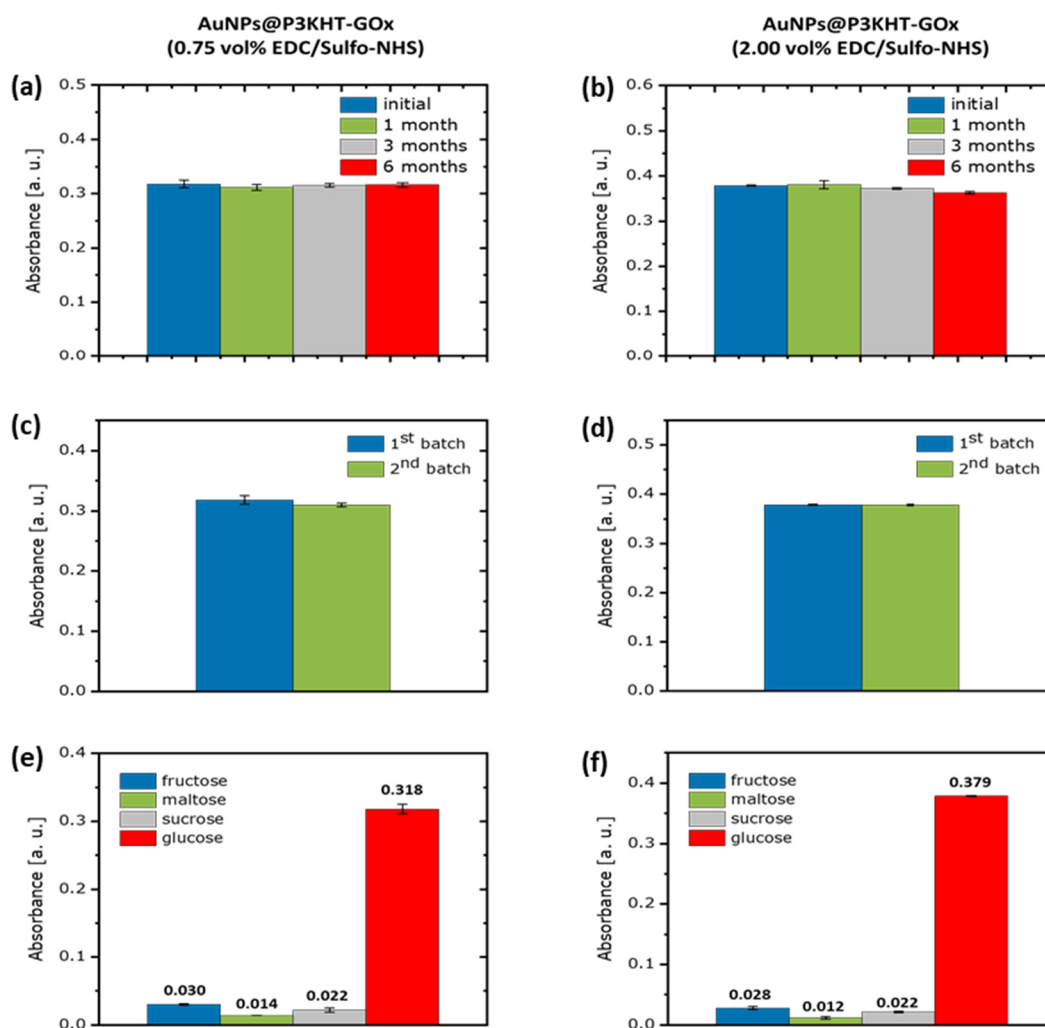 AuNPs@P3KHT-GOx
(0.75 vol% EDC/Sulfo-NHS)
AuNPs@P3KHT-GOx
(2.00 vol% EDC/Sulfo-NHS)
(a)
Absorbance [a. u.]
0.5
0.4
0.3
0.2
0.1
0.0
initial
1 month
3 months
6 months
(b)
Absorbance [a. u.]
0.6
0.5
0.4
0.3
0.2
0.1
0.0
initial
1 month
3 months
6 months
(c)
Absorbance [a. u.]
0.4
0.3
0.2
0.1
0.0
1st batch
2nd batch
(d)
Absorbance [a. u.]
0.5
0.4
0.3
0.2
0.1
0.0
1st batch
2nd batch
(e)
Absorbance [a. u.]
0.4
0.3
0.2
0.1
0.0
fructose
maltose
sucrose
glucose
0.030
0.014
0.022
0.318
(f)
Absorbance [a. u.]
0.4
0.3
0.2
0.1
0.0
fructose
maltose
sucrose
glucose
0.028
0.012
0.022
0.379